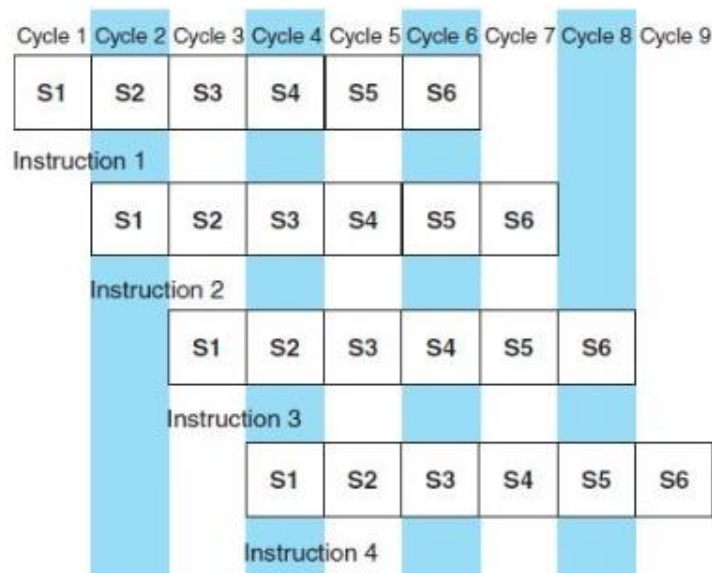 Cycle 1 Cycle 2 Cycle 3 Cycle 4 Cycle 5 Cycle 6 Cycle 7 Cycle 8 Cycle 9
S1 S2 S3 S4 S5 S6
Instruction 1
S1 S2 S3 S4 S5 S6
Instruction 2
S1 S2 S3 S4 S5 S6
Instruction 3
S1 S2 S3 S4 S5 S6
Instruction 4